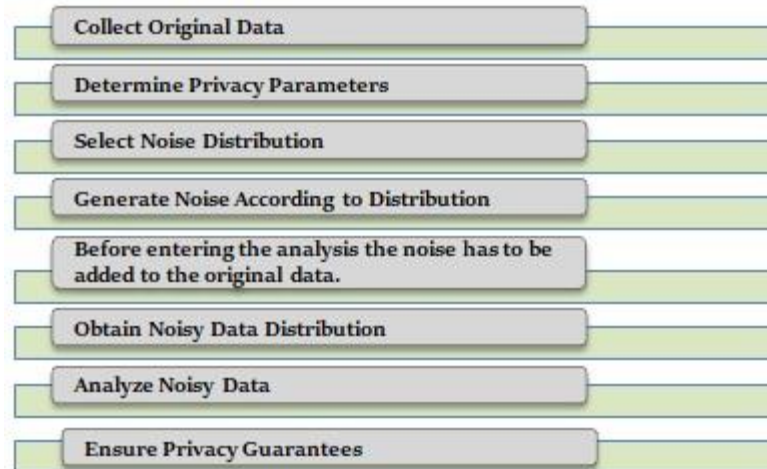 Collect Original Data
Determine Privacy Parameters
Select Noise Distribution
Generate Noise According to Distribution
Before entering the analysis the noise has to be
added to the original data.
Obtain Noisy Data Distribution
Analyze Noisy Data
Ensure Privacy Guarantees